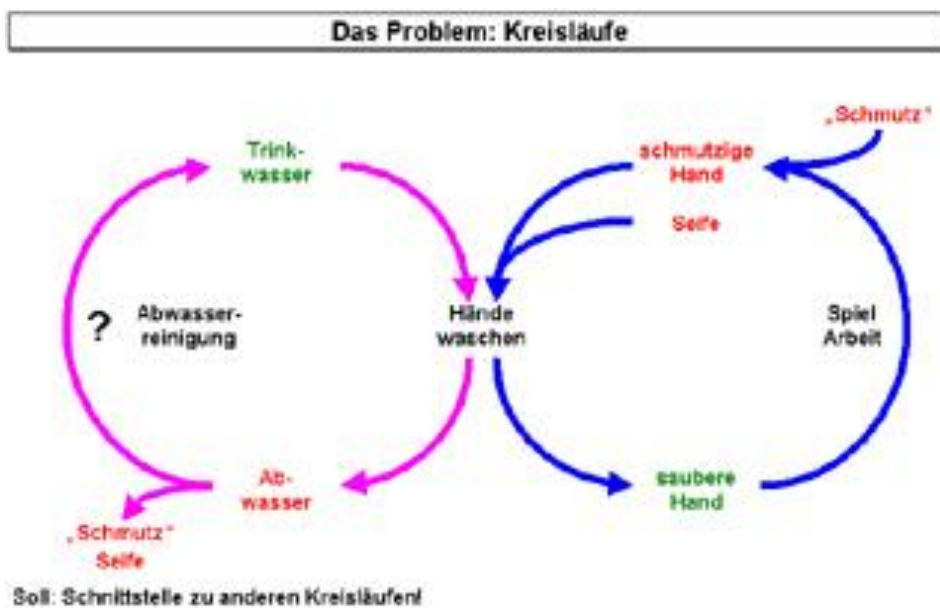 Das Problem: Kreisläufe
„Schmutz“
Trink-
wasser
schmutzige
Hand
Seife
?
Abwasser-
reinigung
Hände
waschen
Spiel
Arbeit
Ab-
wasser
saubere
Hand
„Schmutz“
Seife
Soll: Schnittstelle zu anderen Kreisläufen!